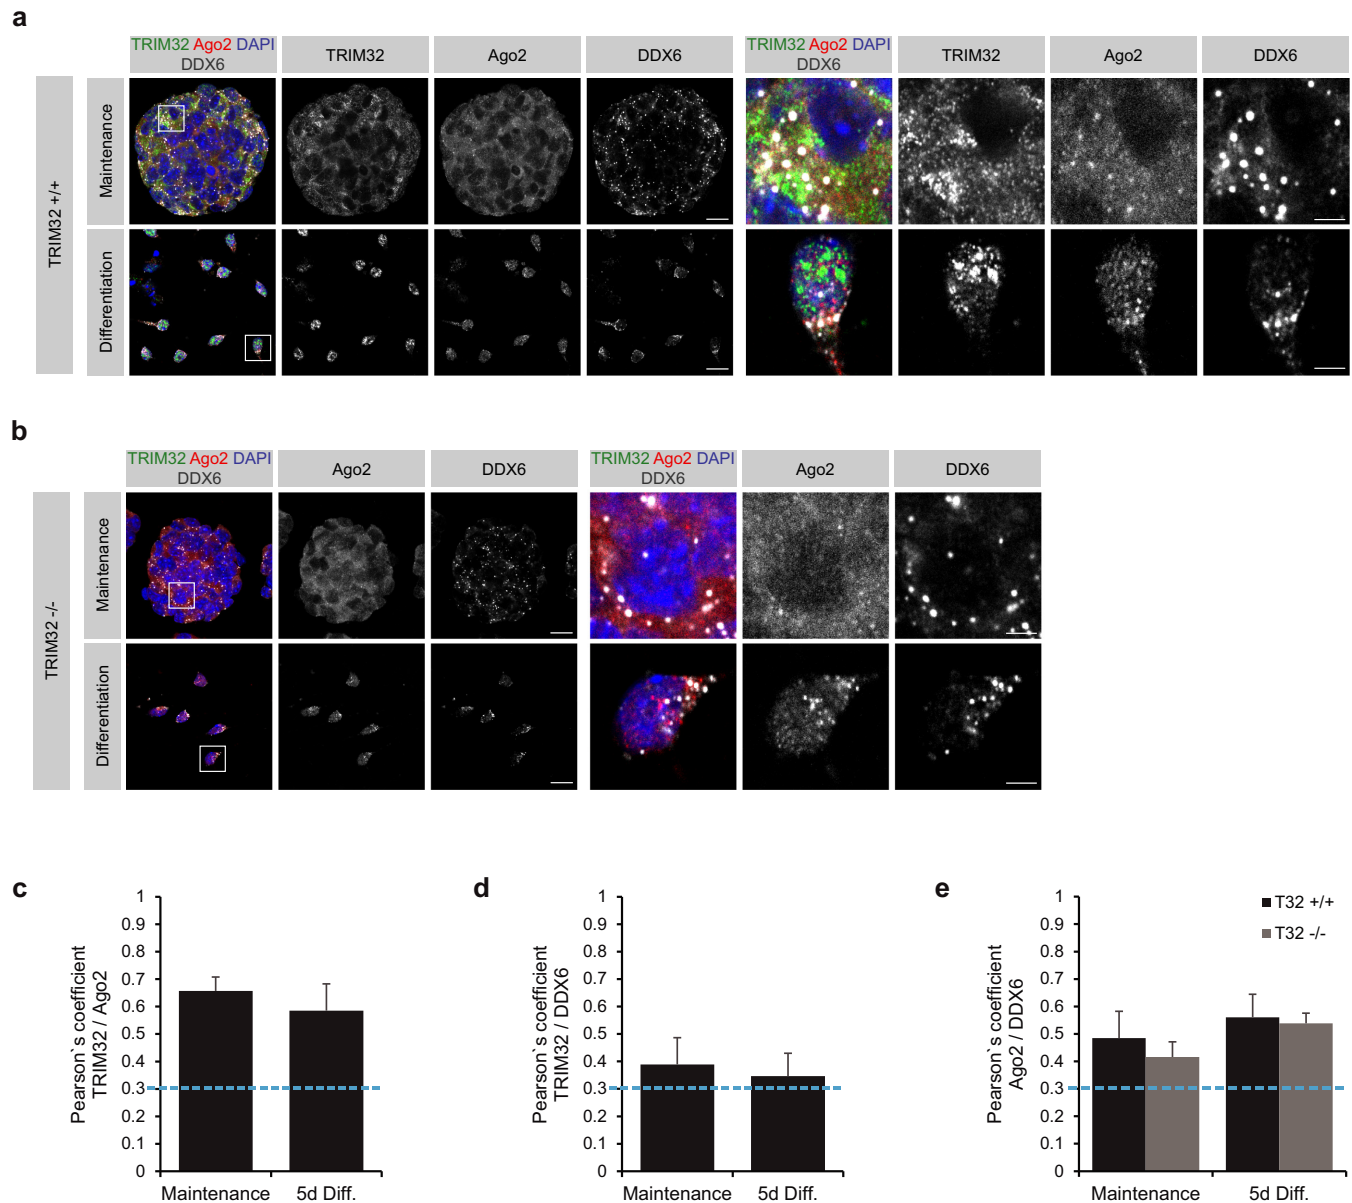 a
TRIM32 Ago2 DAPI
DDX6
TRIM32
Ago2
DDX6
TRIM32 Ago2 DAPI
DDX6
TRIM32
Ago2
DDX6
TRIM32 +/+
Maintenance
Differentiation
b
TRIM32 Ago2 DAPI
DDX6
Ago2
DDX6
TRIM32 Ago2 DAPI
DDX6
Ago2
DDX6
TRIM32 -/-
Maintenance
Differentiation
c
Pearson`s coefficient
TRIM32 / Ago2
1
0.9
0.8
0.7
0.6
0.5
0.4
0.3
0.2
0.1
0
Maintenance
5d Diff.
d
Pearson`s coefficient
TRIM32 / DDX6
1
0.9
0.8
0.7
0.6
0.5
0.4
0.3
0.2
0.1
0
Maintenance
5d Diff.
e
Pearson`s coefficient
Ago2 / DDX6
1
0.9
0.8
0.7
0.6
0.5
0.4
0.3
0.2
0.1
0
T32 +/+
T32 -/-
Maintenance
5d Diff.